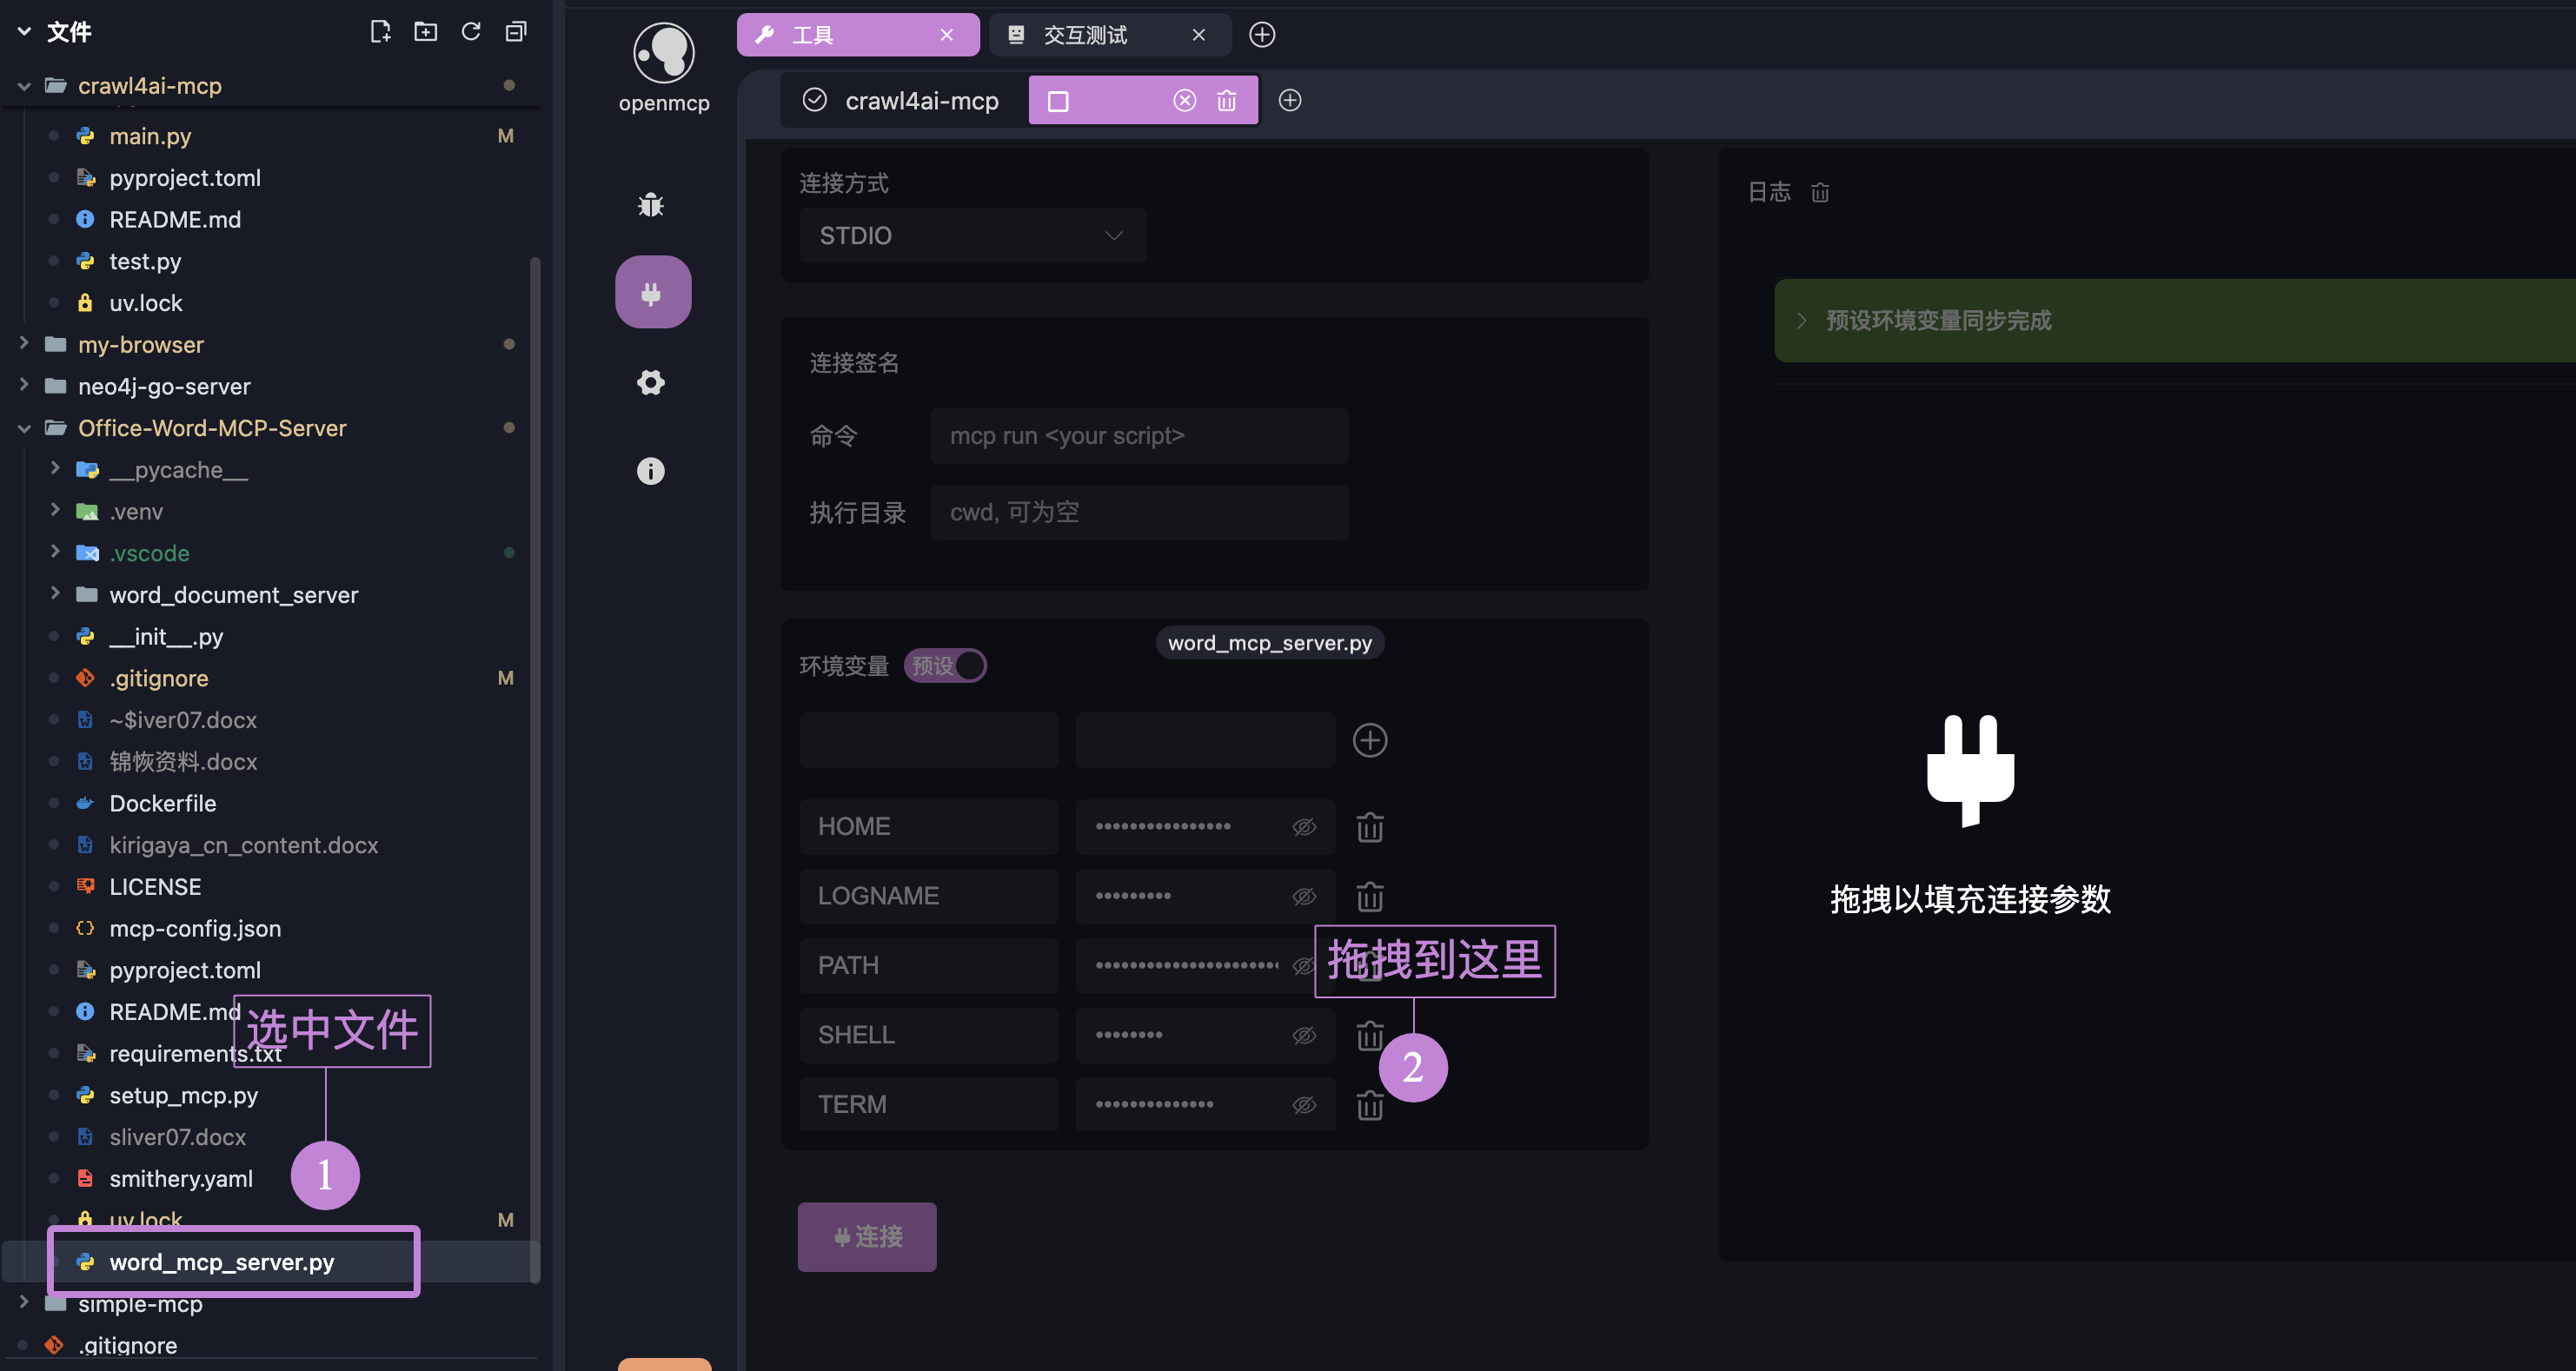 文件
crawl4ai-mcp
main.py M
pyproject.toml
README.md
test.py
uv.lock
my-browser
neo4j-go-server
Office-Word-MCP-Server
__pycache__
.venv
.vscode
word_document_server
__init__.py
.gitignore M
~$iver07.docx
锦恢资料.docx
Dockerfile
kirigaya_cn_content.docx
LICENSE
mcp-config.json
pyproject.toml
README.md
选中文件
requirements.txt
setup_mcp.py
sliver07.docx
1
smithery.yaml
uv.lock M
word_mcp_server.py
simple-mcp
.gitignore
openmcp
工具
交互测试
crawl4ai-mcp
连接方式
STDIO
连接签名
命令 mcp run <your script>
执行目录 cwd, 可为空
word_mcp_server.py
环境变量 预设
HOME ••••••••••••••••
LOGNAME •••••••••
PATH ••••••••••••••••••••••
拖拽到这里
SHELL ••••••••
2
TERM ••••••••••••••
连接
日志
预设环境变量同步完成
拖拽以填充连接参数